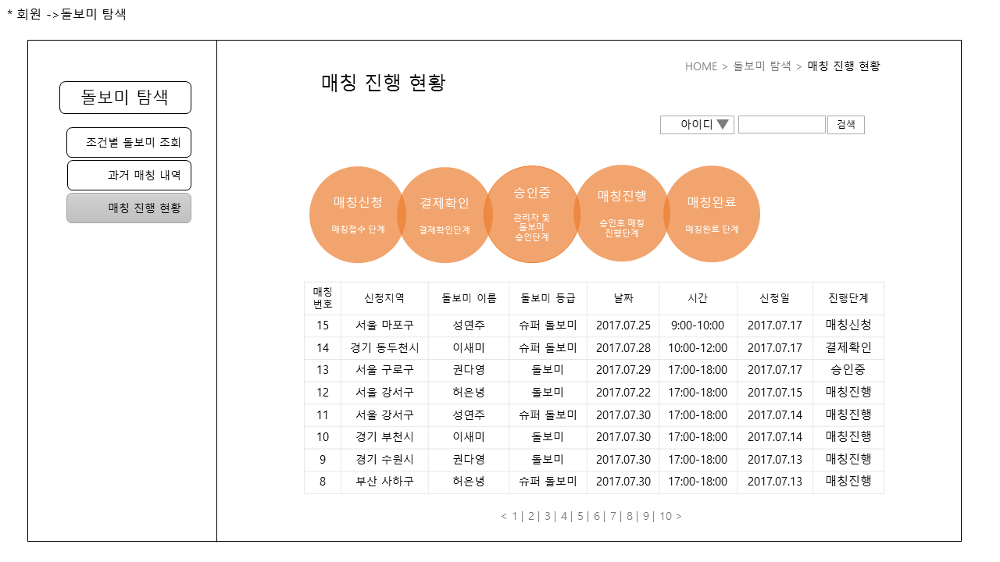 * 회원 ->돌보미 탐색
HOME > 돌보미 탐색 > 매칭 진행 현황
매칭 진행 현황
돌보미 탐색
조건별 돌보미 조회
과거 매칭 내역
매칭 진행 현황
아이디 검색
매칭신청
매칭접수 단계
결제확인
결제확인단계
승인중
관리자 및
돌보미
승인단계
매칭진행
승인후 매칭
진행단계
매칭완료
매칭완료 단계
매칭
번호 신청지역 돌보미 이름 돌보미 등급 날짜 시간 신청일 진행단계
15 서울 마포구 성연주 슈퍼 돌보미 2017.07.25 9:00-10:00 2017.07.17 매칭신청
14 경기 동두천시 이새미 슈퍼 돌보미 2017.07.28 10:00-12:00 2017.07.17 결제확인
13 서울 구로구 권다영 돌보미 2017.07.29 17:00-18:00 2017.07.17 승인중
12 서울 강서구 허은녕 돌보미 2017.07.22 17:00-18:00 2017.07.15 매칭진행
11 서울 강서구 성연주 슈퍼 돌보미 2017.07.30 17:00-18:00 2017.07.14 매칭진행
10 경기 부천시 이새미 돌보미 2017.07.30 17:00-18:00 2017.07.14 매칭진행
9 경기 수원시 권다영 돌보미 2017.07.30 17:00-18:00 2017.07.13 매칭진행
8 부산 사하구 허은녕 슈퍼 돌보미 2017.07.30 17:00-18:00 2017.07.13 매칭진행
< 1 | 2 | 3 | 4 | 5 | 6 | 7 | 8 | 9 | 10 >